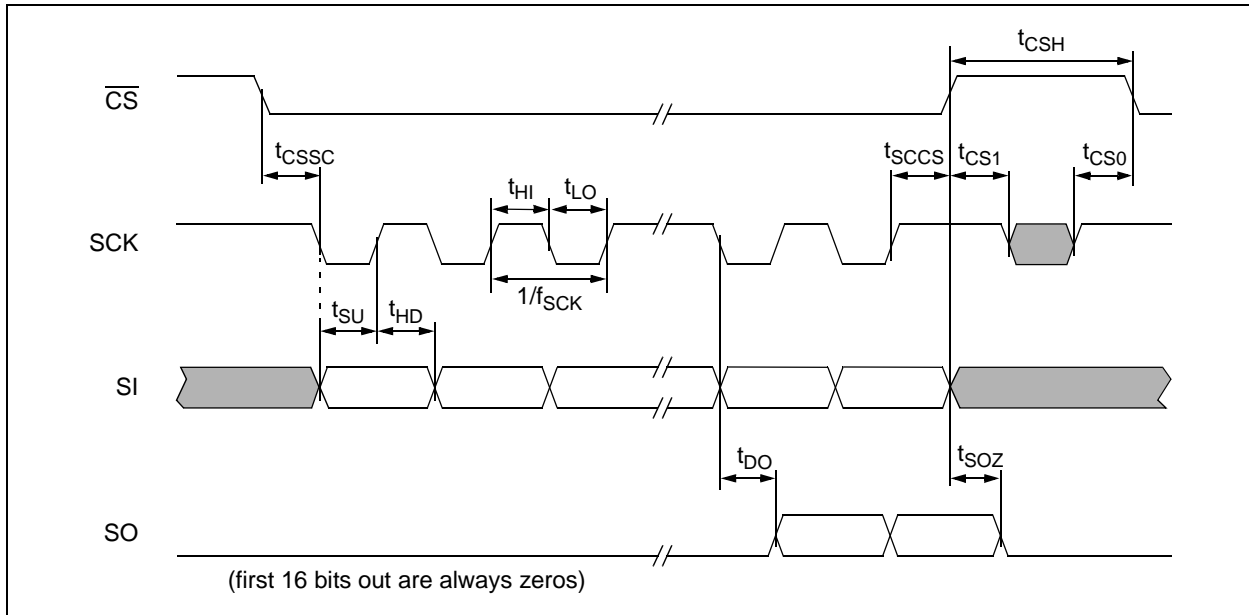 tCSH
CS
tCSSC
tSCCS
tCS1
tCS0
tHI
tLO
SCK
1/fSCK
tSU
tHD
SI
tDO
tSOZ
SO
(first 16 bits out are always zeros)